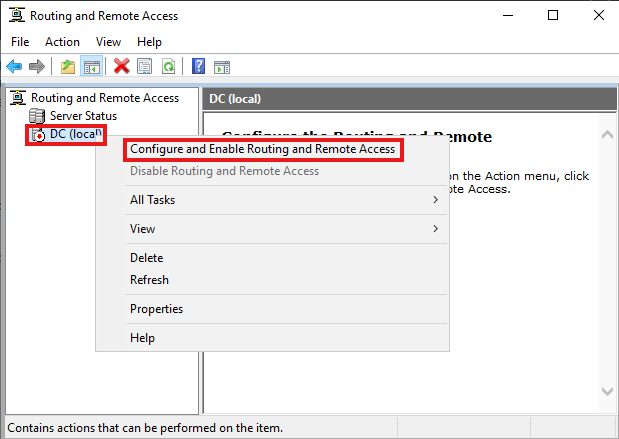 Routing and Remote Access
File Action View Help
Routing and Remote Access
Server Status
DC (local)
DC (local)
Configure the Routing and Remote
on the Action menu, click
Access.
Configure and Enable Routing and Remote Access
Disable Routing and Remote Access
All Tasks
View
Delete
Refresh
Properties
Help
Contains actions that can be performed on the item.